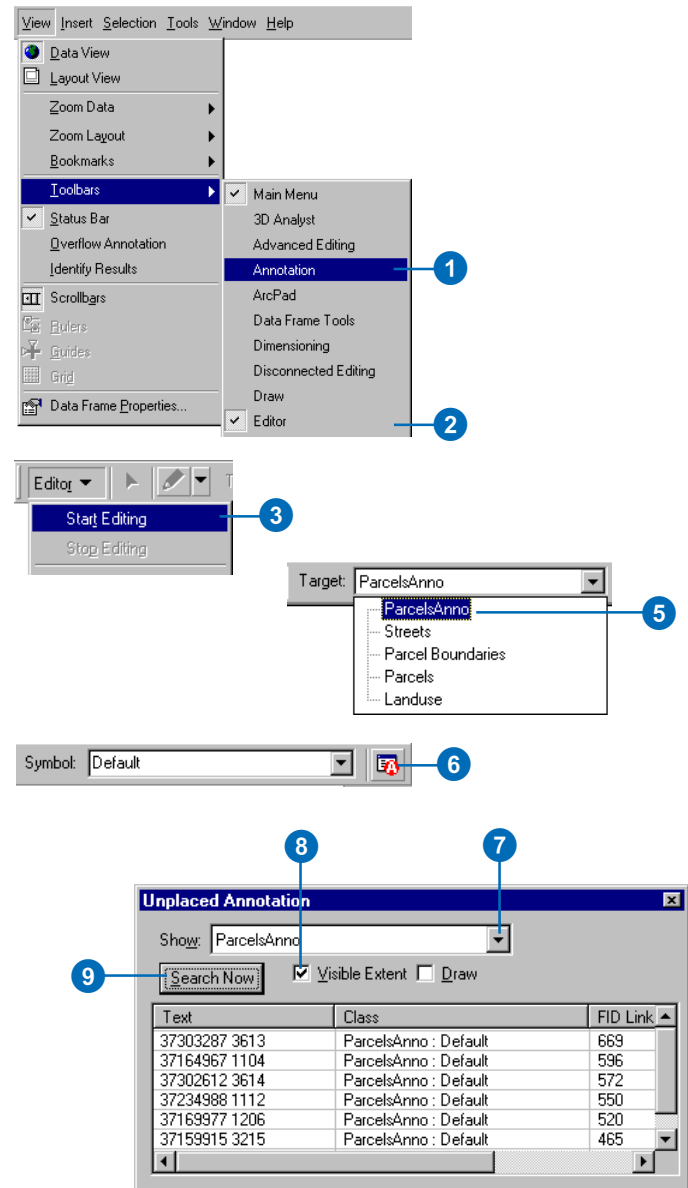 View Insert Selection Tools Window Help
Data View
Layout View
Zoom Data
Zoom Layout
Bookmarks
Toolbars
Status Bar
Overflow Annotation
Identify Results
Scrollbars
Rulers
Guides
Grid
Data Frame Properties...
Main Menu
3D Analyst
Advanced Editing
Annotation
ArcPad
Data Frame Tools
Dimensioning
Disconnected Editing
Draw
Editor
1
2
Editor
Start Editing
Stop Editing
3
Target: ParcelsAnno
ParcelsAnno
Streets
Parcel Boundaries
Parcels
Landuse
5
Symbol: Default
6
8 7
Unplaced Annotation
Show: ParcelsAnno
9 Search Now Visible Extent Draw
Text Class FID Link
37303287 3613 ParcelsAnno : Default 669
37164967 1104 ParcelsAnno : Default 596
37302612 3614 ParcelsAnno : Default 572
37234988 1112 ParcelsAnno : Default 550
37169977 1206 ParcelsAnno : Default 520
37159915 3215 ParcelsAnno : Default 465